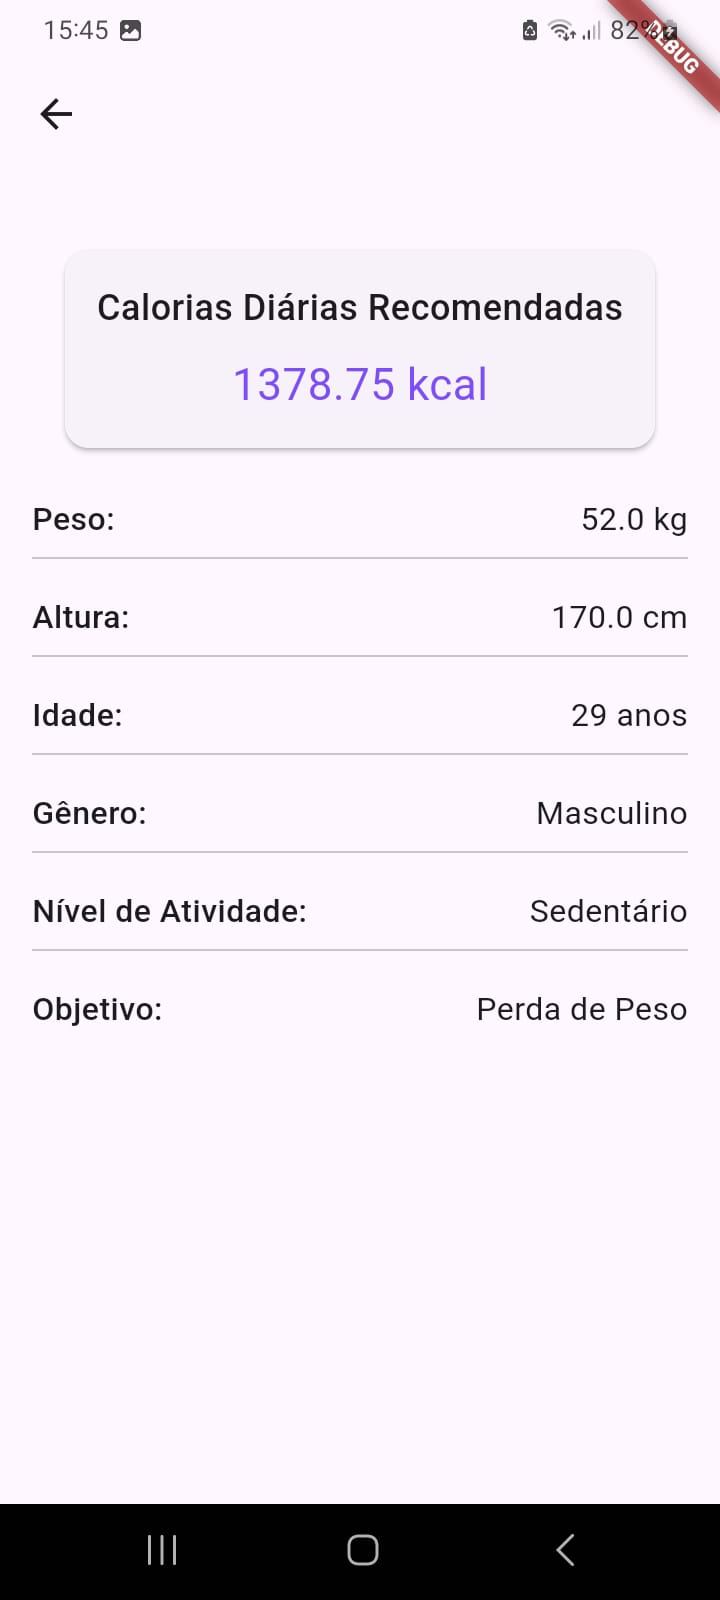 15:45 82%
DEBUG
Calorias Diárias Recomendadas
1378.75 kcal
Peso: 52.0 kg
Altura: 170.0 cm
Idade: 29 anos
Gênero: Masculino
Nível de Atividade: Sedentário
Objetivo: Perda de Peso